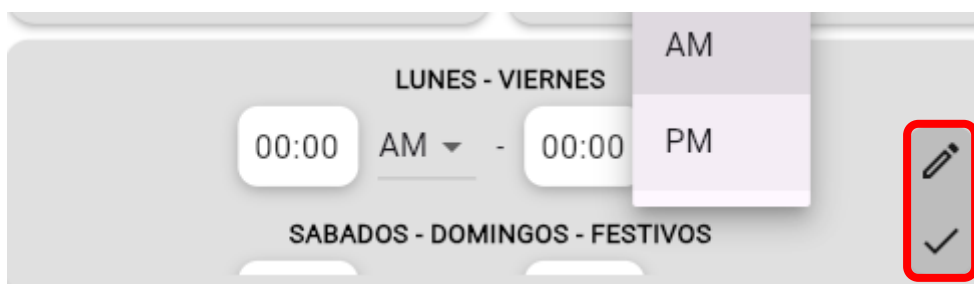 AM
LUNES - VIERNES
00:00 AM - 00:00 PM
SABADOS - DOMINGOS - FESTIVOS